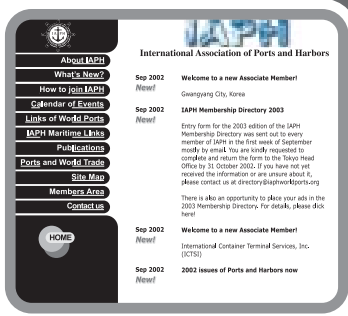 IAPH
International Association of Ports and Harbors
About IAPH
What's New?
How to join IAPH
Calendar of Events
Links of World Ports
IAPH Maritime Links
Publications
Ports and World Trade
Site Map
Members Area
Contact us
HOME
Sep 2002 Welcome to a new Associate Member!
New!
Gwangyang City, Korea
Sep 2002 IAPH Membership Directory 2003
New!
Entry form for the 2003 edition of the IAPH
Membership Directory was sent out to every
member of IAPH in the first week of September
mostly by email. You are kindly requested to
complete and return the form to the Tokyo Head
Office by 31 October 2002. If you have not yet
received the information or are unsure about it,
please contact us at directory@iaphworldports.org
There is also an opportunity to place your ads in the
2003 Membership Directory. For details, please click
here!
Sep 2002 Welcome to a new Associate Member!
New!
International Container Terminal Services, Inc.
(ICTSI)
Sep 2002 2002 issues of Ports and Harbors now
New!